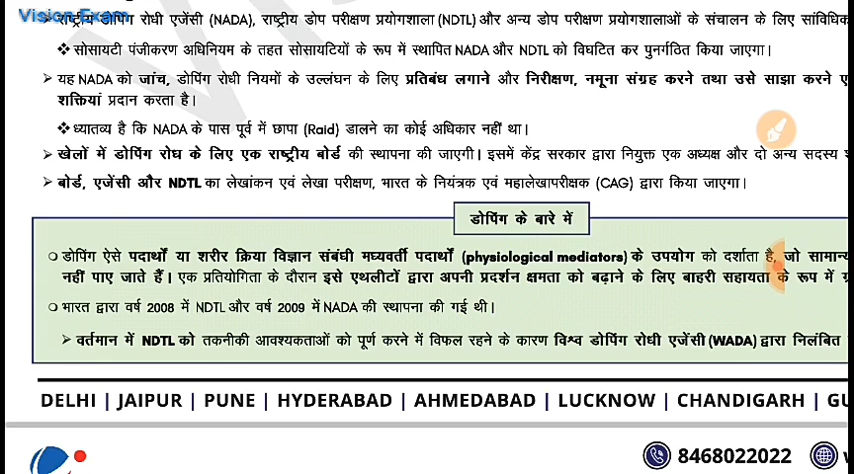 Vision Exam
राष्ट्रीय डोपिंग रोधी एजेंसी (NADA), राष्ट्रीय डोप परीक्षण प्रयोगशाला (NDTL) और अन्य डोप परीक्षण प्रयोगशालाओं के संचालन के लिए
सोसायटी पंजीकरण अधिनियम के तहत सोसायटियों के रूप में स्थापित NADA और NDTL को विघटित कर पुनर्गठित किया जाएगा।
यह NADA को जांच, डोपिंग रोधी नियमों के उल्लंघन के लिए प्रतिबंध लगाने और निरीक्षण, नमूना संग्रह करने तथा उसे साझा करने
शक्तियां प्रदान करता है।
ध्यातव्य है कि NADA के पास पूर्व में छापा (Raid) डालने का कोई अधिकार नहीं था।
खेलों में डोपिंग रोध के लिए एक राष्ट्रीय बोर्ड की स्थापना की जाएगी। इसमें केंद्र सरकार द्वारा नियुक्त एक अध्यक्ष और दो अन्य सदस्य
बोर्ड, एजेंसी और NDTL का लेखांकन एवं लेखा परीक्षण, भारत के नियंत्रक एवं महालेखापरीक्षक (CAG) द्वारा किया जाएगा।
डोपिंग के बारे में
डोपिंग ऐसे पदार्थों या शरीर क्रिया विज्ञान संबंधी मध्यवर्ती पदार्थों (physiological mediators) के उपयोग को दर्शाता है, जो
नहीं पाए जाते हैं। एक प्रतियोगिता के दौरान इसे एथलीटों द्वारा अपनी प्रदर्शन क्षमता को बढ़ाने के लिए बाहरी सहायता के रूप में
भारत द्वारा वर्ष 2008 में NDTL और वर्ष 2009 में NADA की स्थापना की गई थी।
वर्तमान में NDTL को तकनीकी आवश्यकताओं को पूर्ण करने में विफल रहने के कारण विश्व डोपिंग रोधी एजेंसी (WADA) द्वारा निलंबित
DELHI | JAIPUR | PUNE | HYDERABAD | AHMEDABAD | LUCKNOW | CHANDIGARH |
8468022022